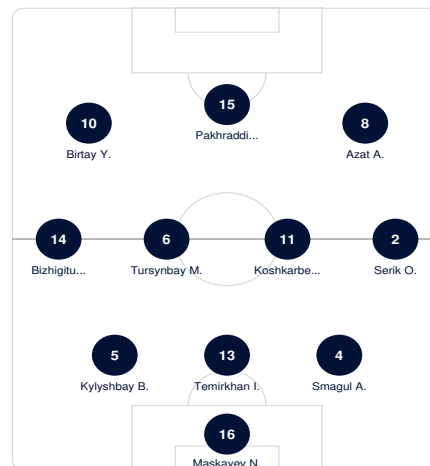 15
Pakhraddi...
10
Birtay Y.
8
Azat A.
14
Bizhigitu...
6
Tursynbay M.
11
Koshkarbe...
2
Serik O.
5
Kylyshbay B.
13
Temirkhan I.
4
Smagul A.
16
Maskayev N.